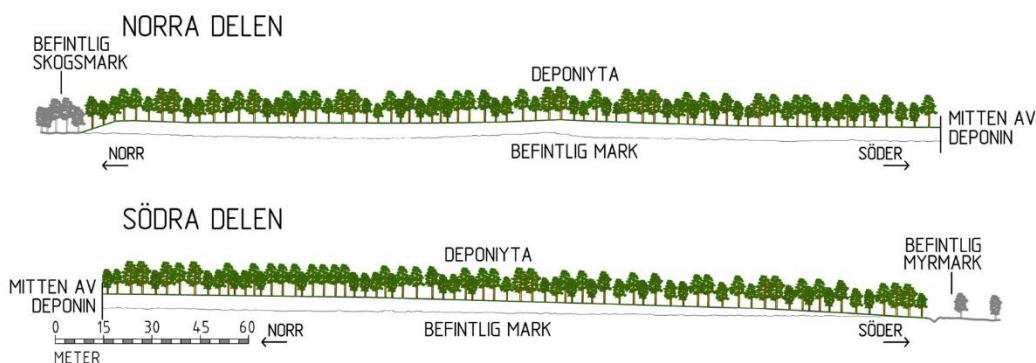 NORRA DELEN
BEFINTLIG
SKOGSMARK
DEPONIYTA
MITTEN AV
DEPONIN
NORR
BEFINTLIG MARK
SÖDER
SÖDRA DELEN
DEPONIYTA
BEFINTLIG
MYRMARK
MITTEN AV
DEPONIN
0 15 30 45 60
METER
NORR
BEFINTLIG MARK
SÖDER